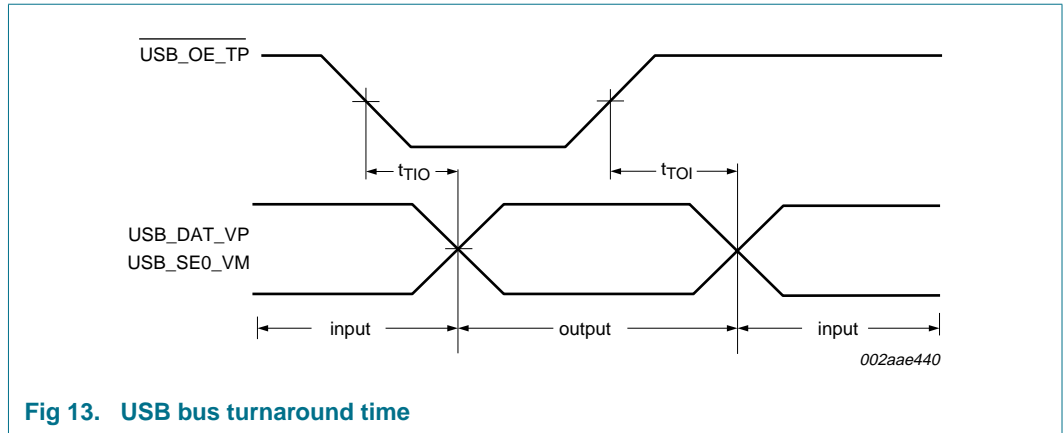 USB_OE_TP
tTIO
tTOI
USB_DAT_VP
USB_SE0_VM
input
output
input
002aae440
Fig 13. USB bus turnaround time